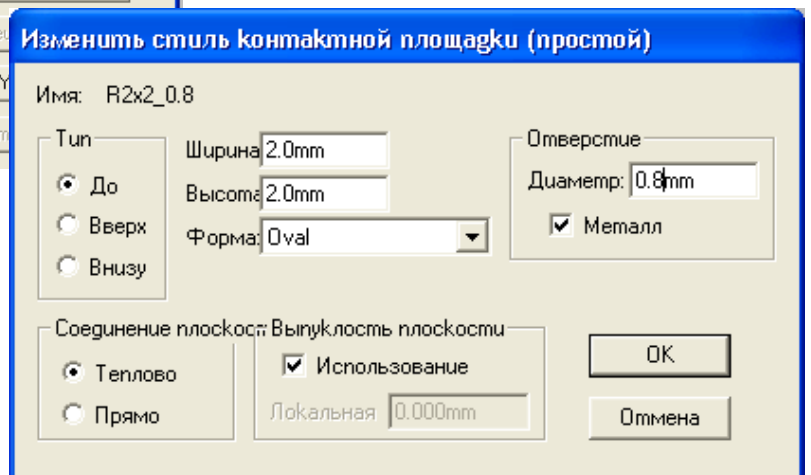 Изменить стиль контактной площадки (простой)
Имя: R2x2_0.8
Тип
До
Вверх
Внизу
Ширина 2.0mm
Высота 2.0mm
Форма: Oval
Отверстие
Диаметр: 0.8mm
Металл
Соединение плоскост
Теплово
Прямо
Выпуклость плоскости
Использование
Локальная 0.000mm
OK
Отмена